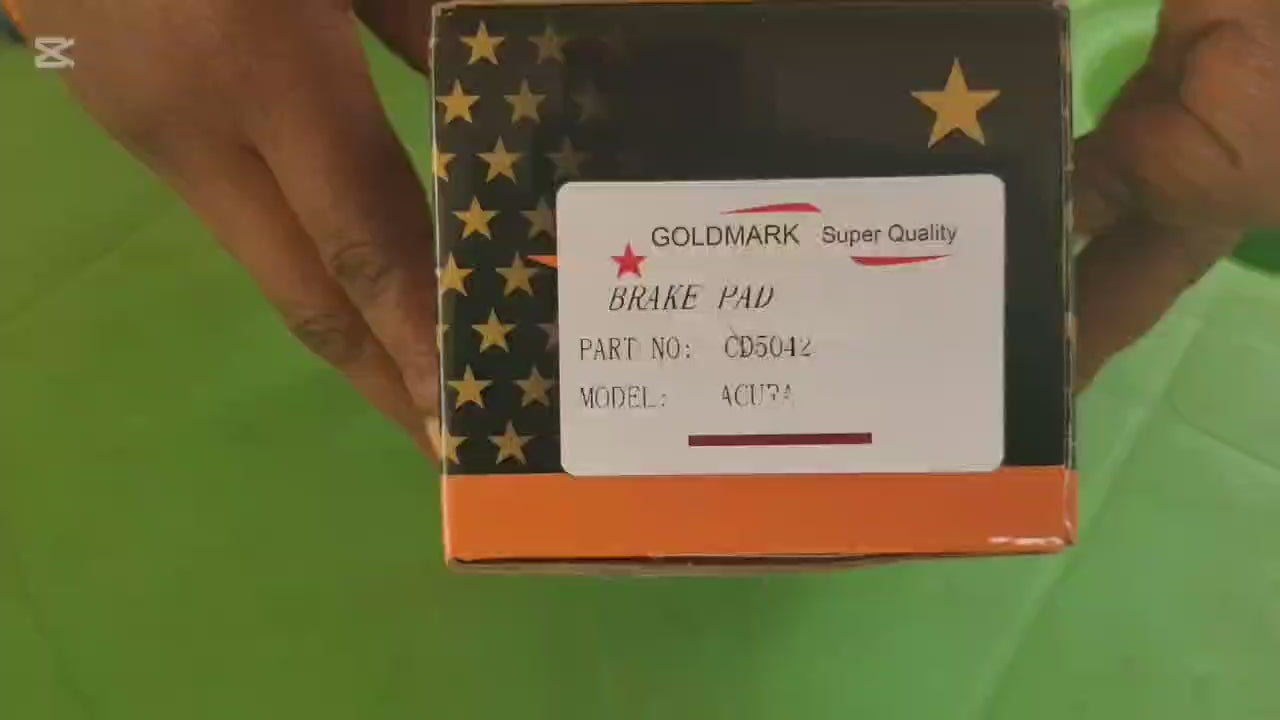 GOLDMARK Super Quality
BRAKE PAD
PART NO: CD5042
MODEL: ACURA